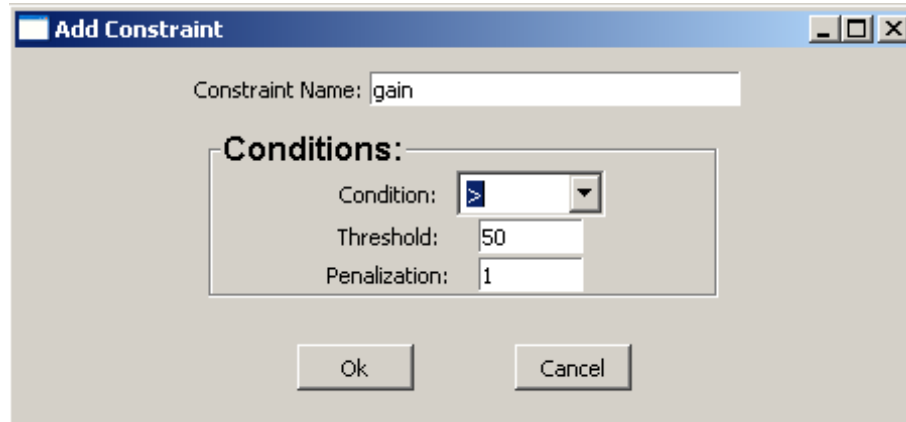 Add Constraint
Constraint Name: gain
Conditions:
Condition: >
Threshold: 50
Penalization: 1
Ok Cancel